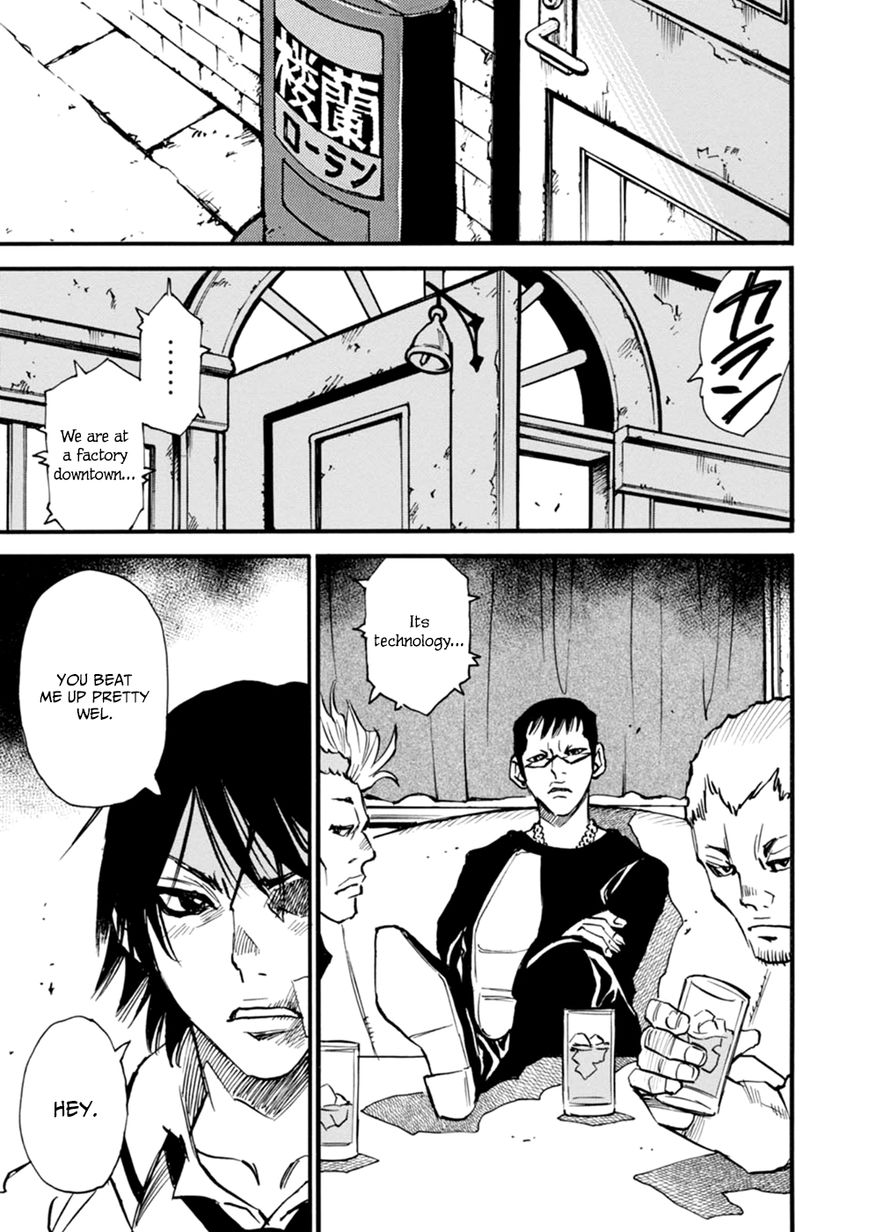 楼蘭
ローラン
カラン
......
We are at
a factory
downtown...
Its
technology...
YOU BEAT
ME UP PRETTY
WEL.
HEY.